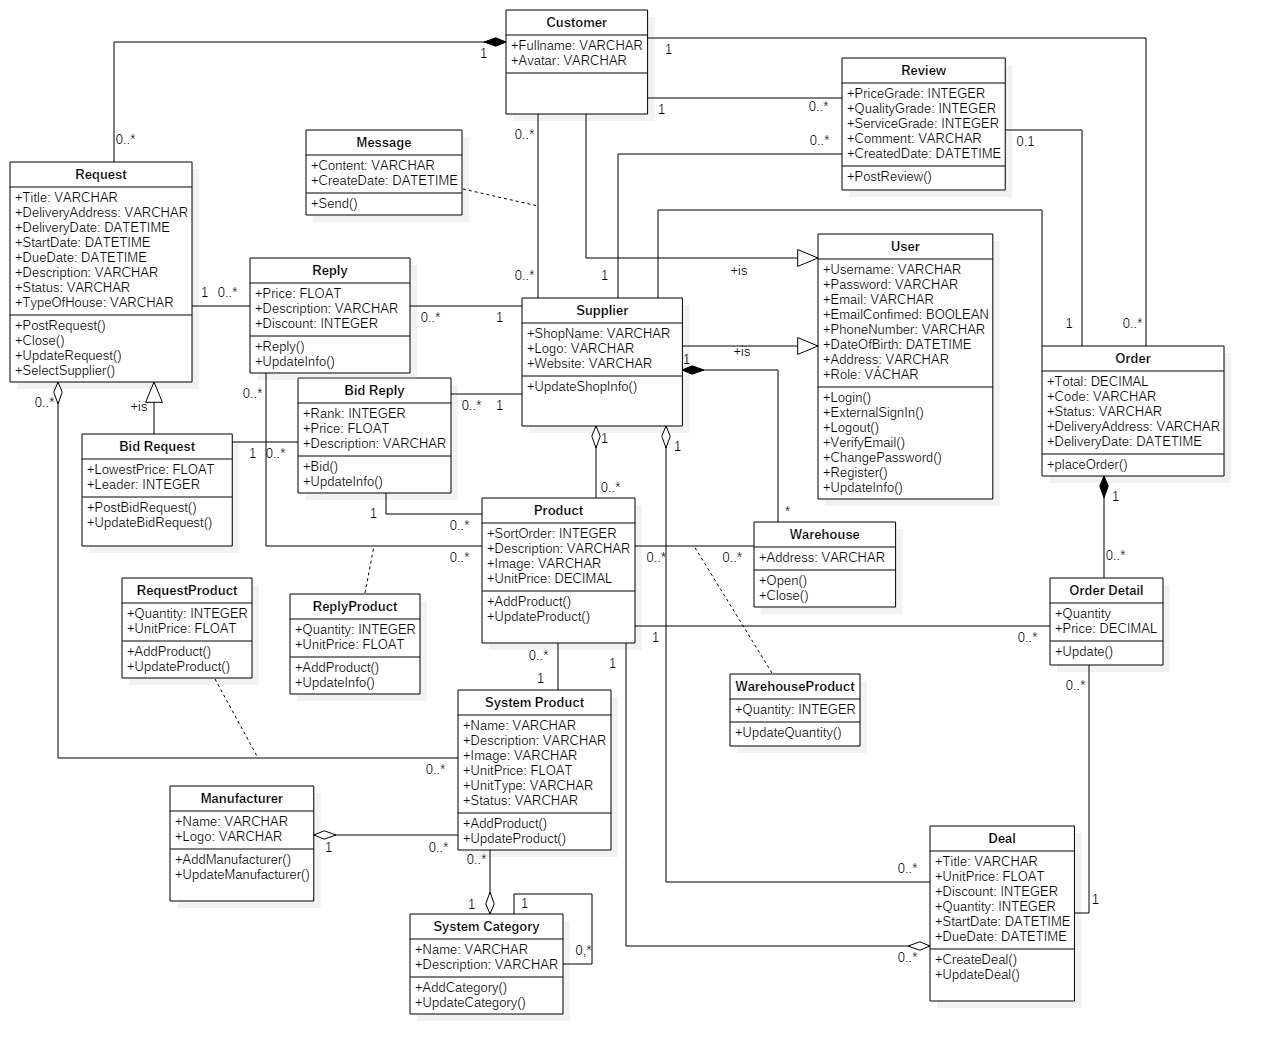 Customer
+Fullname: VARCHAR
+Avatar: VARCHAR
1
1
1
0..*
0..*
Review
+PriceGrade: INTEGER
+QualityGrade: INTEGER
+ServiceGrade: INTEGER
+Comment: VARCHAR
+CreatedDate: DATETIME
+PostReview()
0..*
0..*
0.1
Message
+Content: VARCHAR
+CreateDate: DATETIME
+Send()
0..*
1
Request
+Title: VARCHAR
+DeliveryAddress: VARCHAR
+DeliveryDate: DATETIME
+StartDate: DATETIME
+DueDate: DATETIME
+Description: VARCHAR
+Status: VARCHAR
+TypeOfHouse: VARCHAR
+PostRequest()
+Close()
+UpdateRequest()
+SelectSupplier()
1
0..*
0..*
+is
Reply
+Price: FLOAT
+Description: VARCHAR
+Discount: INTEGER
+Reply()
+UpdateInfo()
0..*
1
0..*
User
+Username: VARCHAR
+Password: VARCHAR
+Email: VARCHAR
+EmailConfimed: BOOLEAN
+PhoneNumber: VARCHAR
+DateOfBirth: DATETIME
+Address: VARCHAR
+Role: VẢCHAR
+Login()
+ExternalSignIn()
+Logout()
+VerifyEmail()
+ChangePassword()
+Register()
+UpdateInfo()
+is
+is
Supplier
+ShopName: VARCHAR
+Logo: VARCHAR
+Website: VARCHAR
+UpdateShopInfo()
1
1
1
1
0..*
Order
+Total: DECIMAL
+Code: VARCHAR
+Status: VARCHAR
+DeliveryAddress: VARCHAR
+DeliveryDate: DATETIME
+placeOrder()
1
0..*
Bid Reply
+Rank: INTEGER
+Price: FLOAT
+Description: VARCHAR
+Bid()
+UpdateInfo()
0..*
1
1
Bid Request
+LowestPrice: FLOAT
+Leader: INTEGER
+PostBidRequest()
+UpdateBidRequest()
1
0..*
0..*
Product
+SortOrder: INTEGER
+Description: VARCHAR
+Image: VARCHAR
+UnitPrice: DECIMAL
+AddProduct()
+UpdateProduct()
0..*
0..*
0..*
0..*
1
0..*
1
1
*
Warehouse
+Address: VARCHAR
+Open()
+Close()
RequestProduct
+Quantity: INTEGER
+UnitPrice: FLOAT
+AddProduct()
+UpdateProduct()
ReplyProduct
+Quantity: INTEGER
+UnitPrice: FLOAT
+AddProduct()
+UpdateInfo()
Order Detail
+Quantity
+Price: DECIMAL
+Update()
0..*
0..*
WarehouseProduct
+Quantity: INTEGER
+UpdateQuantity()
System Product
+Name: VARCHAR
+Description: VARCHAR
+Image: VARCHAR
+UnitPrice: FLOAT
+UnitType: VARCHAR
+Status: VARCHAR
+AddProduct()
+UpdateProduct()
0..*
0..*
0..*
Manufacturer
+Name: VARCHAR
+Logo: VARCHAR
+AddManufacturer()
+UpdateManufacturer()
1
System Category
+Name: VARCHAR
+Description: VARCHAR
+AddCategory()
+UpdateCategory()
1
1
0,*
Deal
+Title: VARCHAR
+UnitPrice: FLOAT
+Discount: INTEGER
+Quantity: INTEGER
+StartDate: DATETIME
+DueDate: DATETIME
+CreateDeal()
+UpdateDeal()
0..*
0..*
1